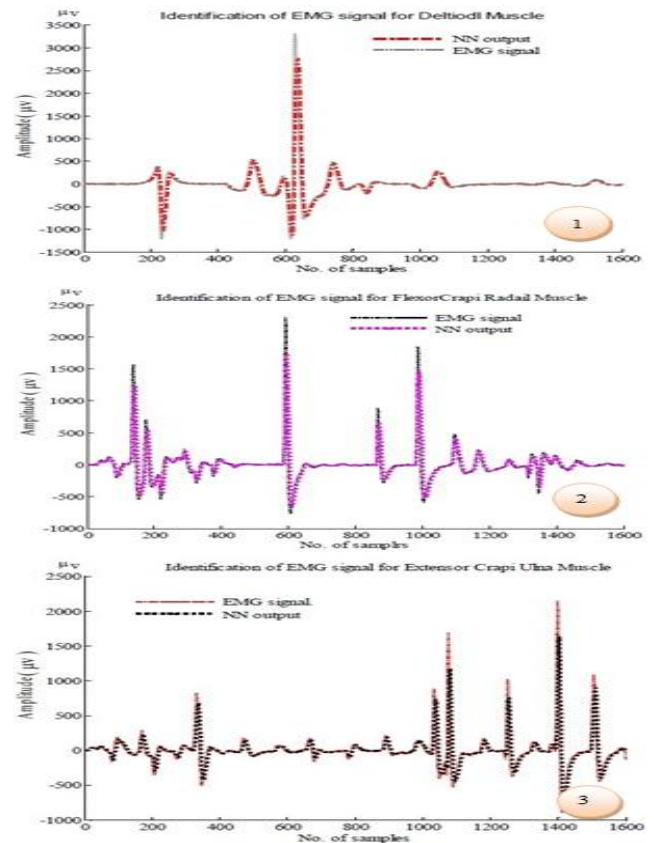 μv
Identification of EMG signal for Deltiodl Muscle
NN output
EMG signal
Amplitude(μv)
3500
3000
2500
2000
1500
1000
500
0
-500
-1000
-1500
0 200 400 600 800 1000 1200 1400 1600
No. of samples
1
μv
Identification of EMG signal for FlexorCrapi Radail Muscle
EMG signal
NN output
Amplitude(μv)
2500
2000
1500
1000
500
0
-500
-1000
0 200 400 600 800 1000 1200 1400 1600
No. of samplrs
2
μv
Identification of EMG signal for Extensor Crapi Ulna Muscle
EMG signal
NN output
Amplitude(μv)
2500
2000
1500
1000
500
0
-500
-1000
0 200 400 600 800 1000 1200 1400 1600
No. of samples
3